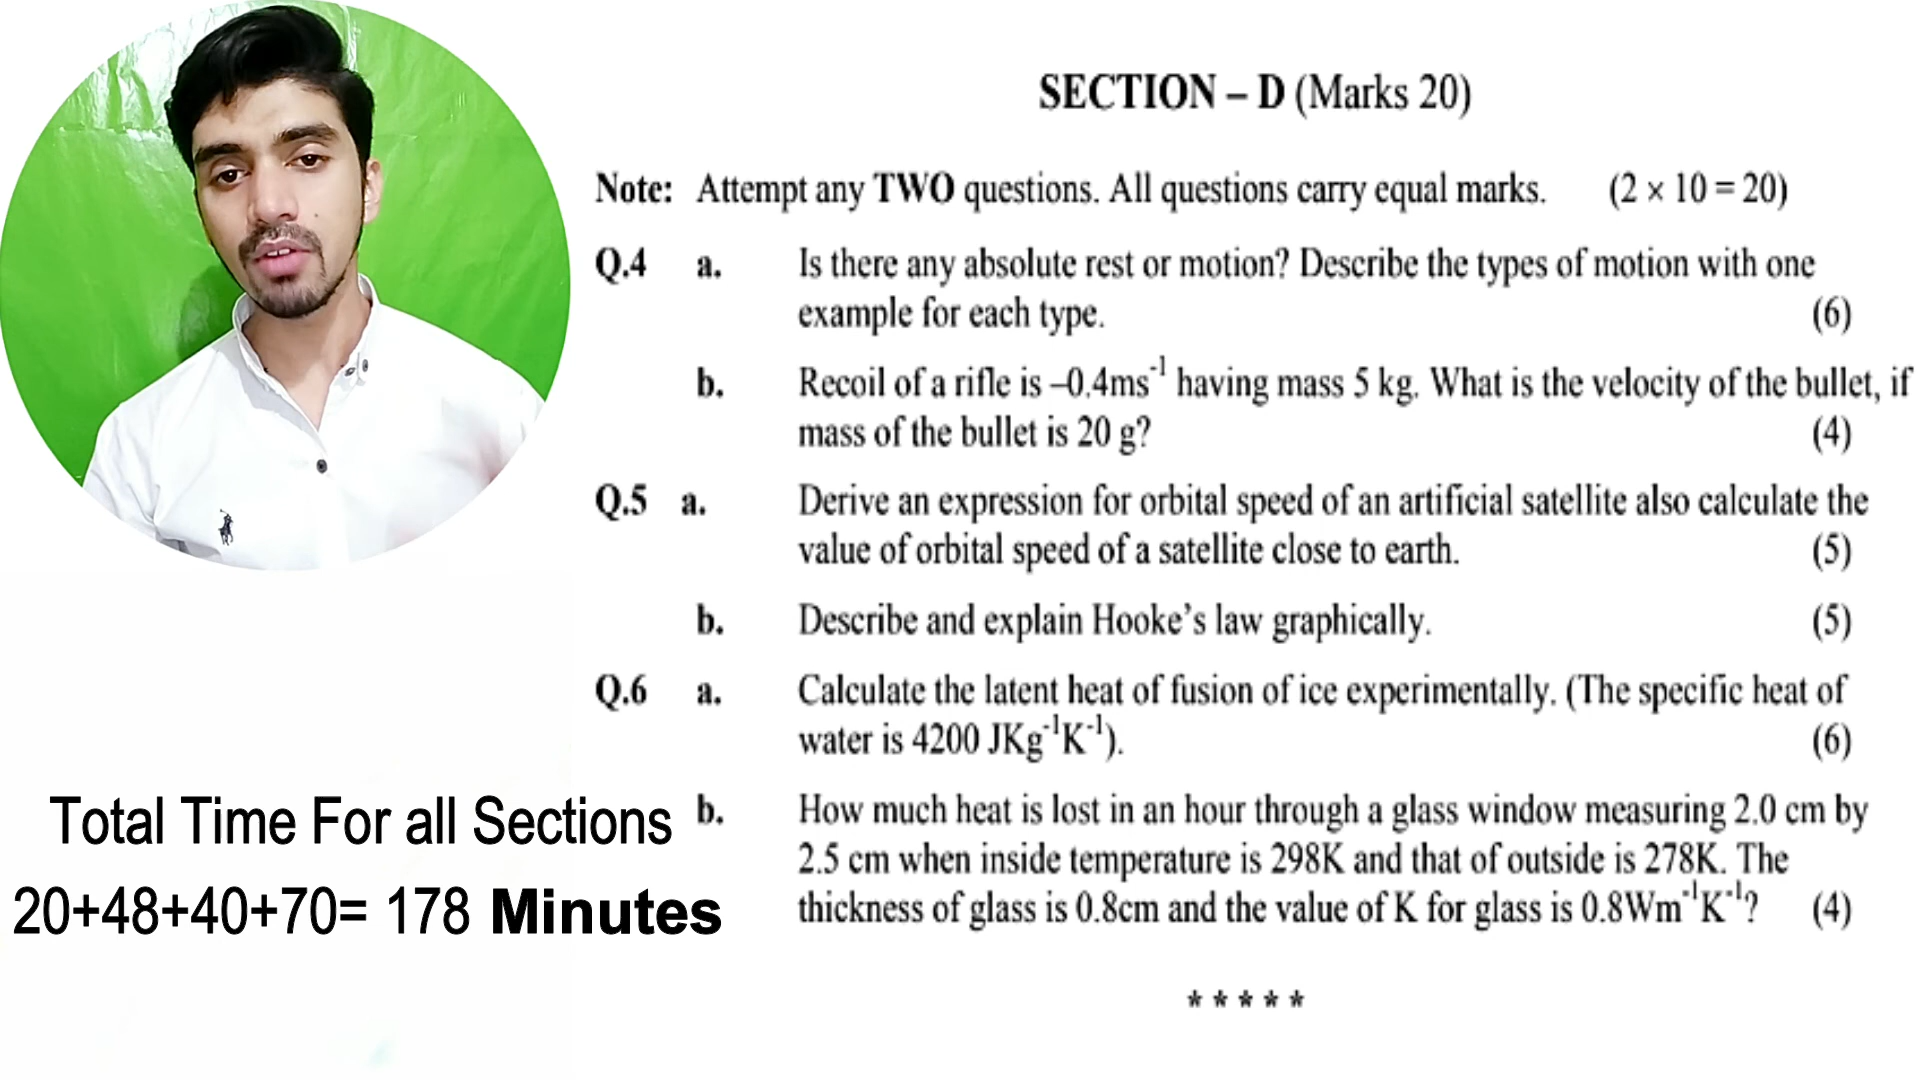 SECTION – D (Marks 20)
Note: Attempt any TWO questions. All questions carry equal marks. (2 × 10 = 20)
Q.4 a. Is there any absolute rest or motion? Describe the types of motion with one
example for each type. (6)
b. Recoil of a rifle is –0.4ms⁻¹ having mass 5 kg. What is the velocity of the bullet, if
mass of the bullet is 20 g? (4)
Q.5 a. Derive an expression for orbital speed of an artificial satellite also calculate the
value of orbital speed of a satellite close to earth. (5)
b. Describe and explain Hooke's law graphically. (5)
Q.6 a. Calculate the latent heat of fusion of ice experimentally. (The specific heat of
water is 4200 JKg⁻¹K⁻¹). (6)
b. How much heat is lost in an hour through a glass window measuring 2.0 cm by
2.5 cm when inside temperature is 298K and that of outside is 278K. The
thickness of glass is 0.8cm and the value of K for glass is 0.8Wm⁻¹K⁻¹? (4)
* * * * *
Total Time For all Sections
20+48+40+70= 178 Minutes